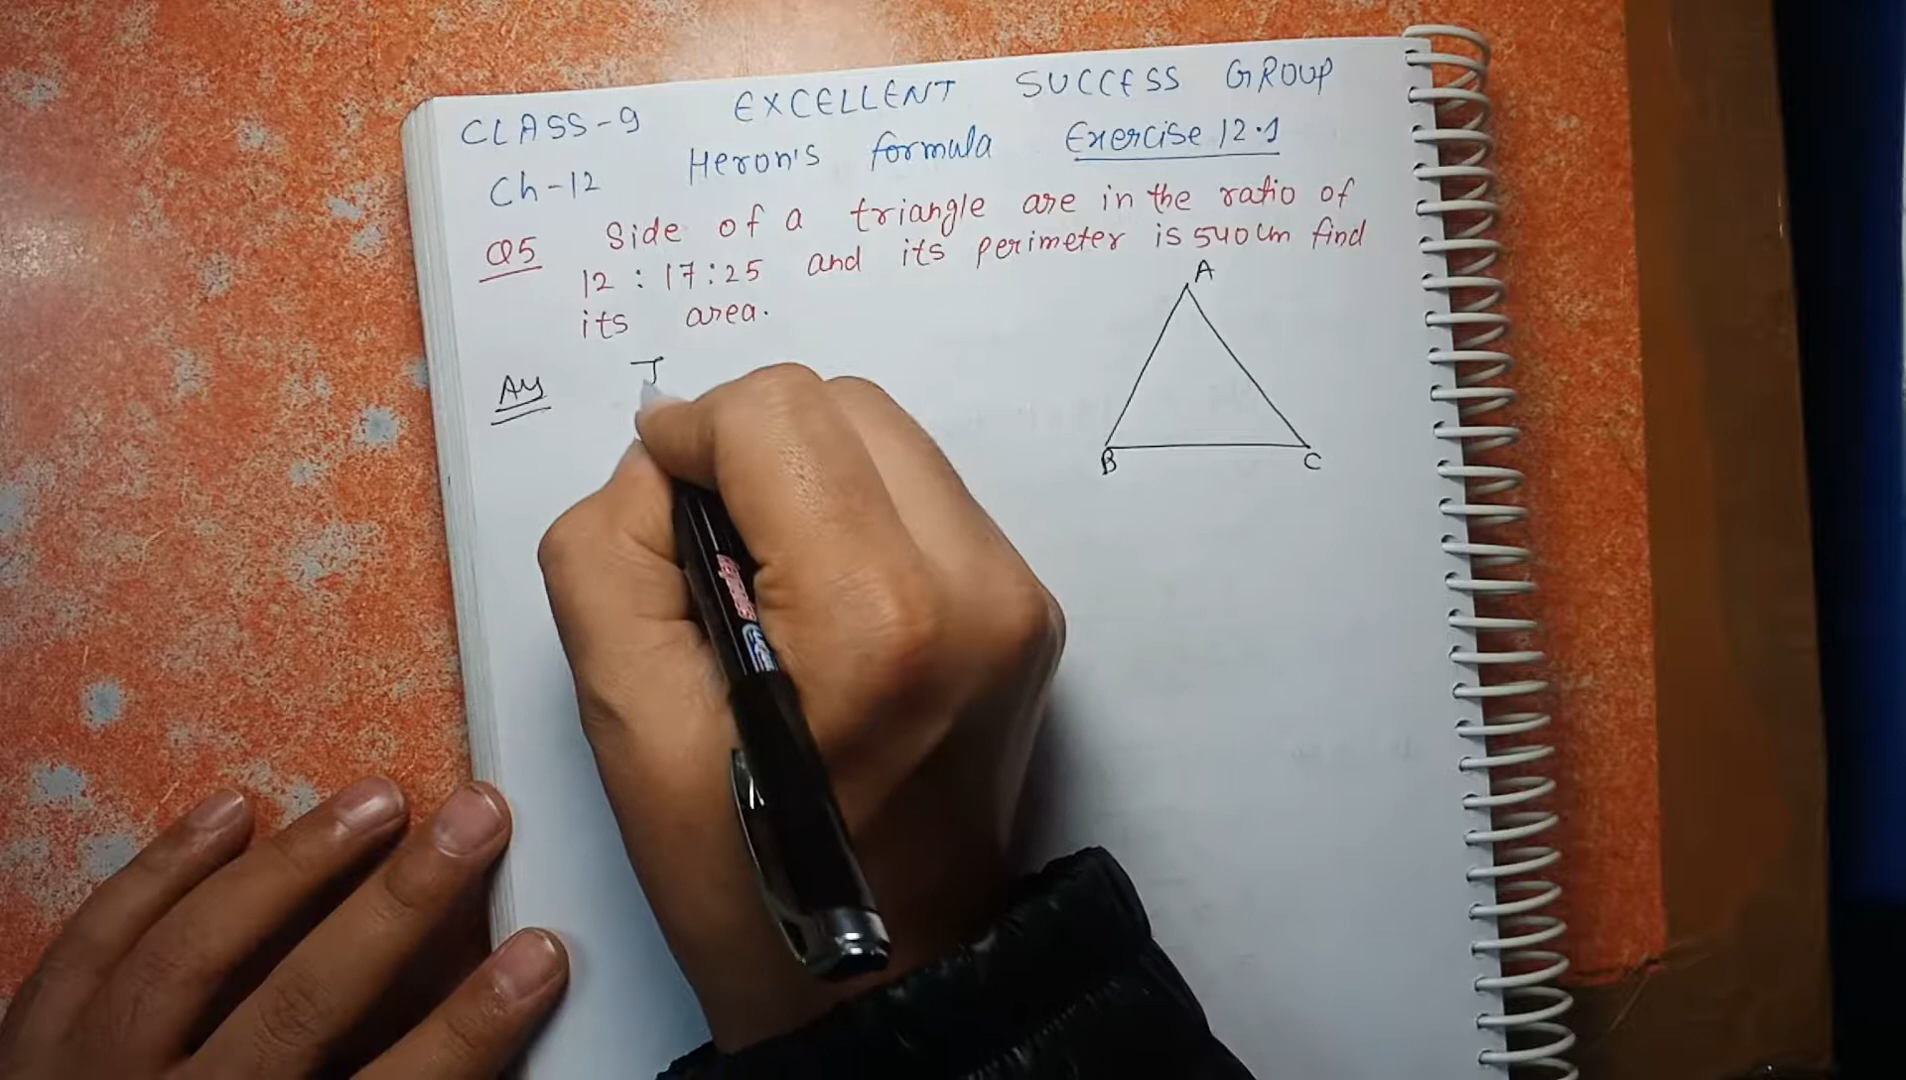 CLASS-9 EXCELLENT SUCCESS GROUP
Ch-12 Heron's formula Exercise 12.1
Q5 Side of a triangle are in the ratio of
12 : 17 : 25 and its perimeter is 540cm find
its area.
A
B C